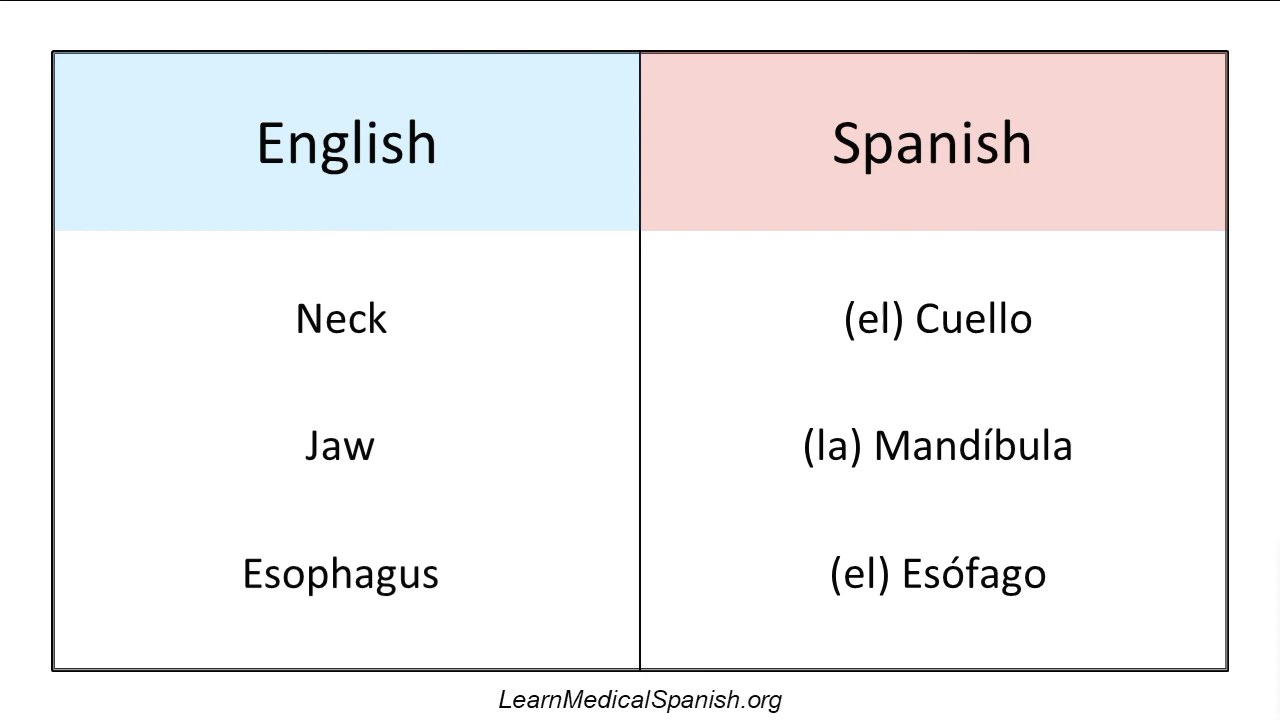 English Spanish
Neck (el) Cuello
Jaw (la) Mandíbula
Esophagus (el) Esófago
LearnMedicalSpanish.org